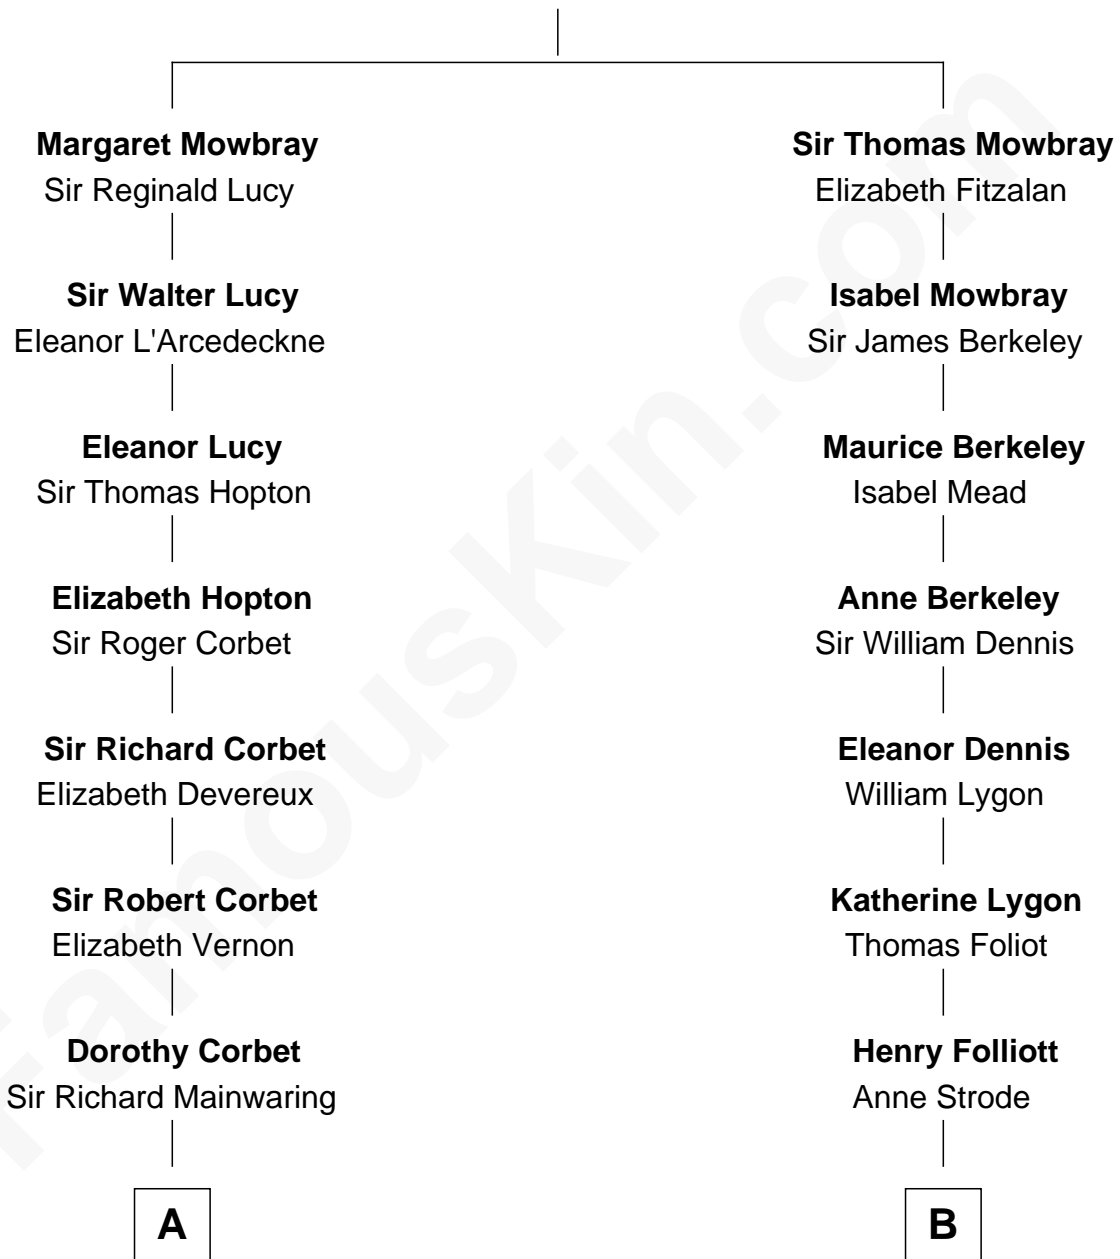 Margaret Mowbray
Sir Reginald Lucy
Sir Walter Lucy
Eleanor L'Arcedeckne
Eleanor Lucy
Sir Thomas Hopton
Elizabeth Hopton
Sir Roger Corbet
Sir Richard Corbet
Elizabeth Devereux
Sir Robert Corbet
Elizabeth Vernon
Dorothy Corbet
Sir Richard Mainwaring
A
Sir Thomas Mowbray
Elizabeth Fitzalan
Isabel Mowbray
Sir James Berkeley
Maurice Berkeley
Isabel Mead
Anne Berkeley
Sir William Dennis
Eleanor Dennis
William Lygon
Katherine Lygon
Thomas Foliot
Henry Folliott
Anne Strode
B
FamousKin.com